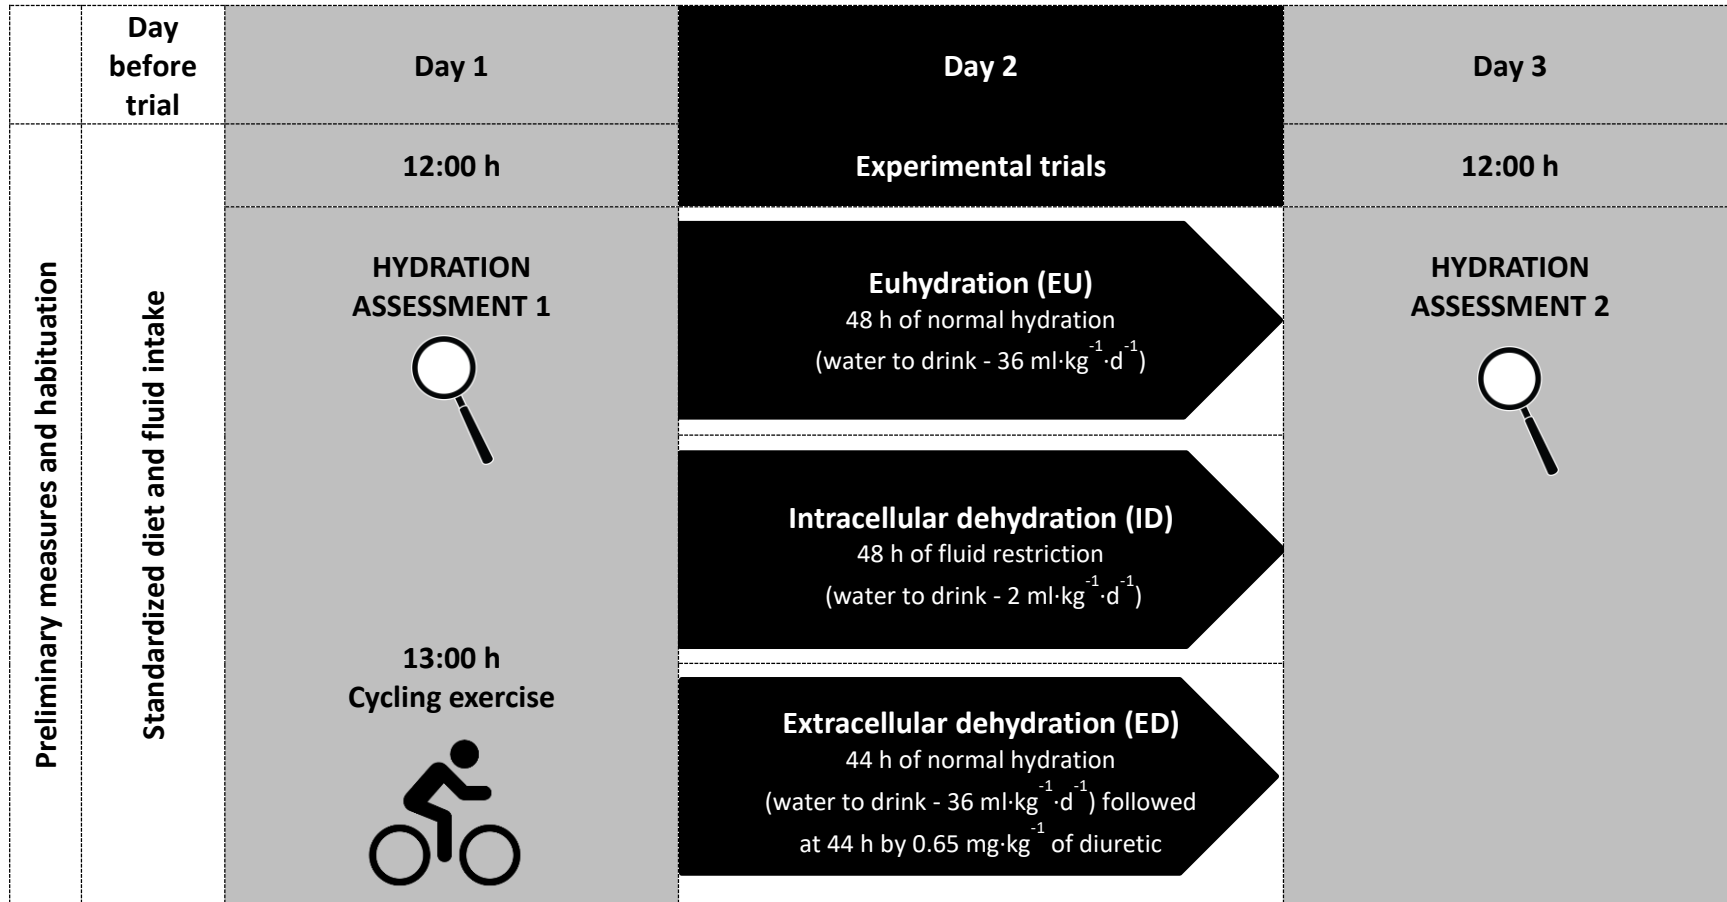 Day
before
trial
Day 1
Day 2
Day 3
12:00 h
Experimental trials
12:00 h
Preliminary measures and habituation
Standardized diet and fluid intake
HYDRATION
ASSESSMENT 1
13:00 h
Cycling exercise
Euhydration (EU)
48 h of normal hydration
(water to drink - 36 ml·kg⁻¹·d⁻¹)
Intracellular dehydration (ID)
48 h of fluid restriction
(water to drink - 2 ml·kg⁻¹·d⁻¹)
Extracellular dehydration (ED)
44 h of normal hydration
(water to drink - 36 ml·kg⁻¹·d⁻¹) followed
at 44 h by 0.65 mg·kg⁻¹ of diuretic
HYDRATION
ASSESSMENT 2